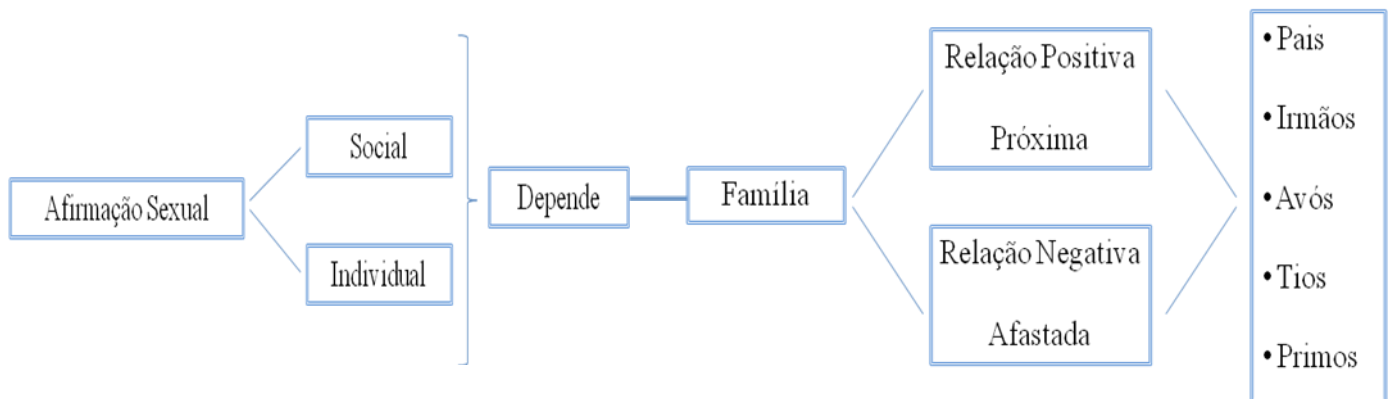 Afirmação Sexual
Social
Individual
Depende
Família
Relação Positiva
Próxima
Relação Negativa
Afastada
• Pais
• Irmãos
• Avós
• Tios
• Primos